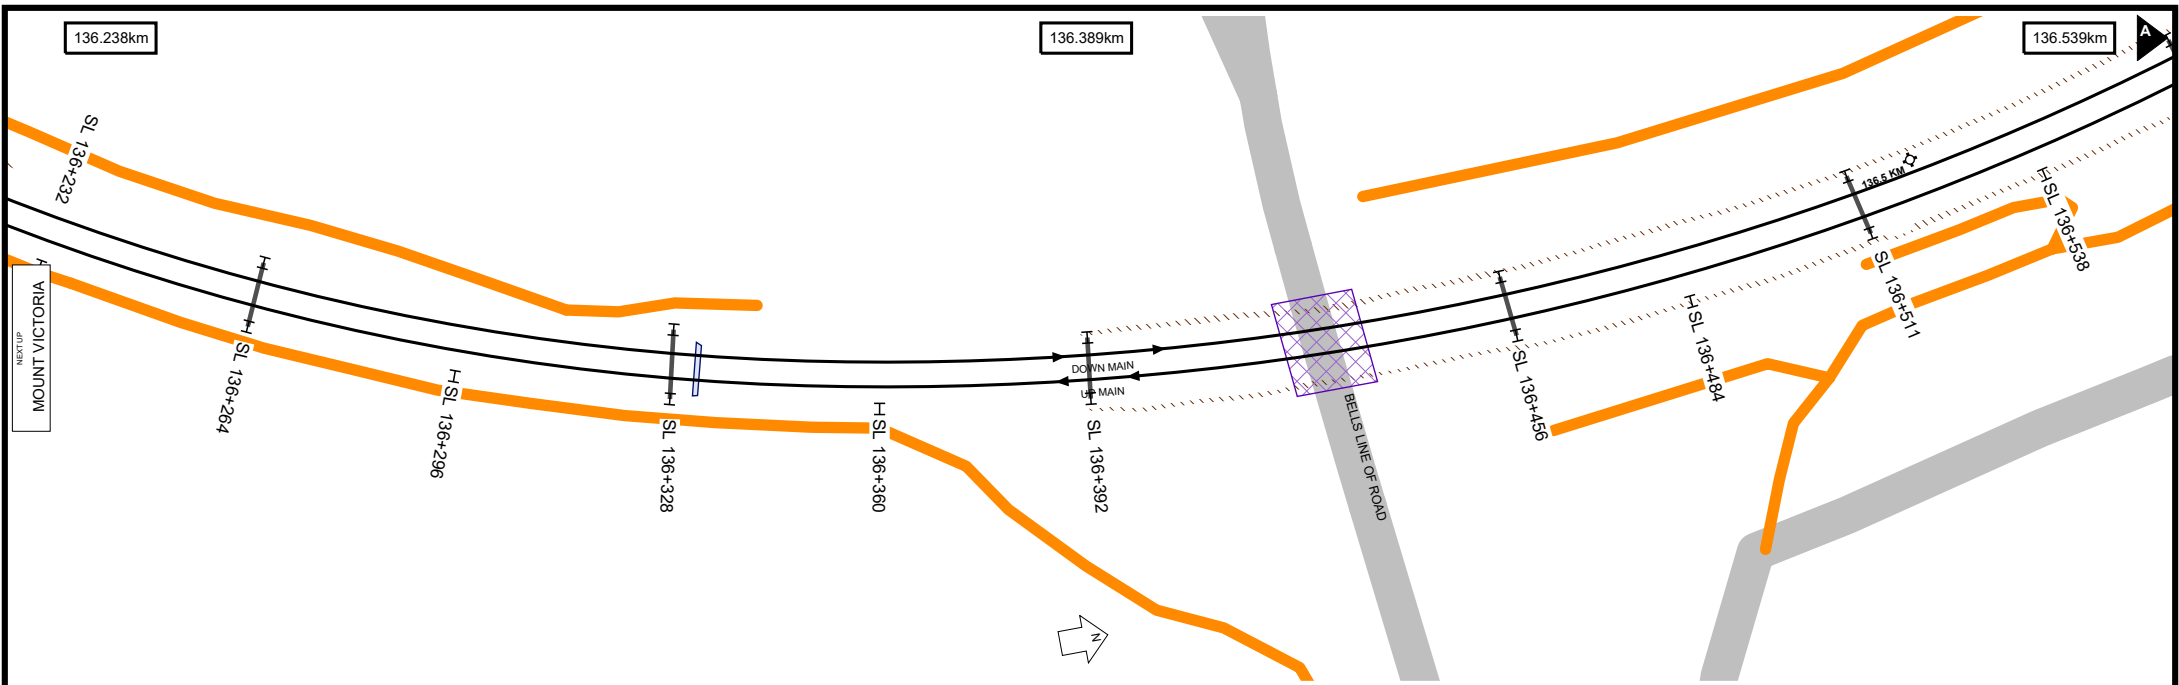 136.238km
136.389km
136.539km
A
SL 136+232
136.5 KM
SL 136+538
NEXT UP
MOUNT VICTORIA
SL 136+264
SL 136+296
SL 136+328
SL 136+360
DOWN MAIN
UP MAIN
SL 136+392
BELLS LINE OF ROAD
SL 136+456
SL 136+484
SL 136+511
N